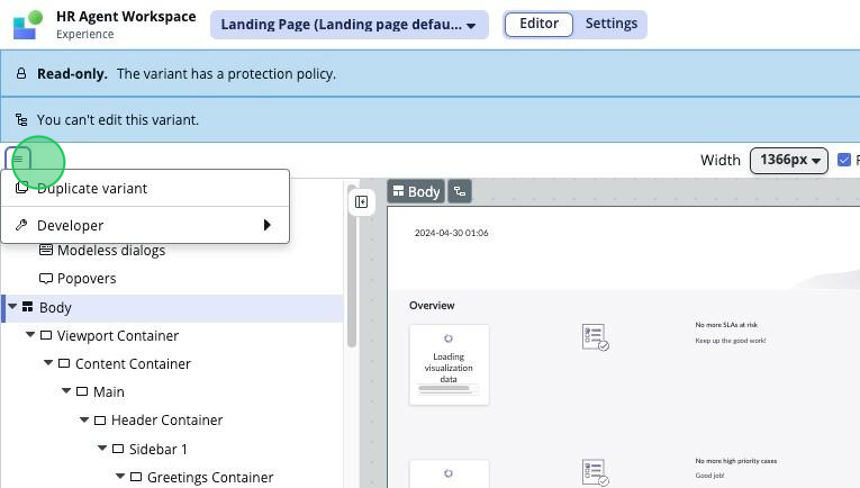 HR Agent Workspace
Experience
Landing Page (Landing page defau...
Editor
Settings
Read-only. The variant has a protection policy.
You can't edit this variant.
Width
1366px
Duplicate variant
Developer
Modeless dialogs
Popovers
Body
Viewport Container
Content Container
Main
Header Container
Sidebar 1
Greetings Container
Body
2024-04-30 01:06
Overview
Loading
visualization
data
No more SLAs at risk
Keep up the good work!
No more high priority cases
Good job!